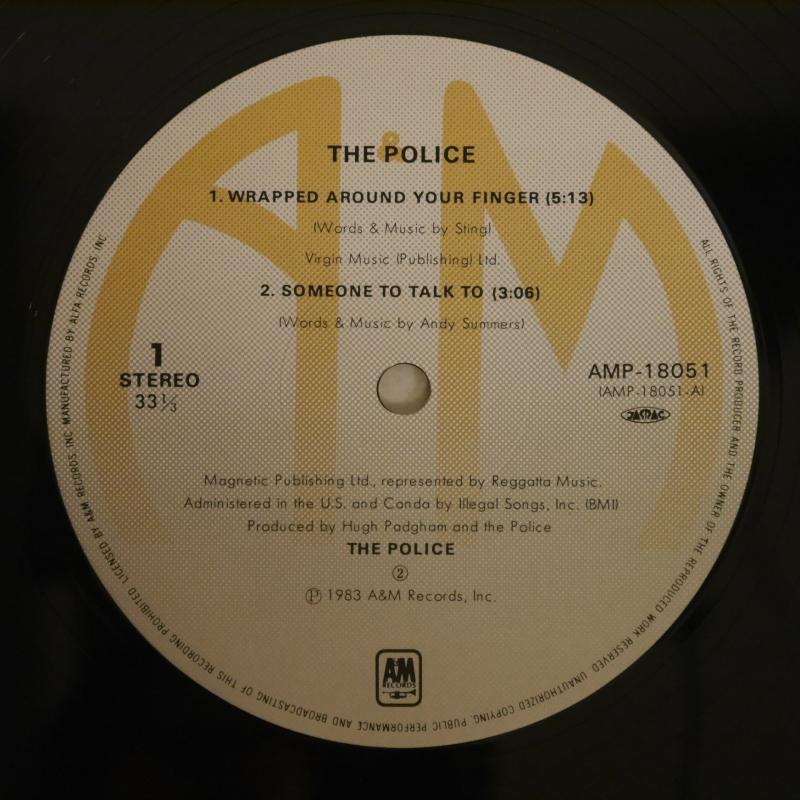 A&M
THE POLICE
1. WRAPPED AROUND YOUR FINGER (5:13)
(Words & Music by Sting)
Virgin Music (Publishing) Ltd.
2. SOMEONE TO TALK TO (3:06)
(Words & Music by Andy Summers)
1
STEREO
33⅓
AMP-18051
(AMP-18051-A)
JASRAC
Magnetic Publishing Ltd., represented by Reggatta Music.
Administered in the U.S. and Canda by Illegal Songs, Inc. (BMI)
Produced by Hugh Padgham and the Police
THE POLICE
②
Ⓟ 1983 A&M Records, Inc.
A&M
RECORDS
ALL RIGHTS OF THE RECORD PRODUCER AND THE OWNER OF THE REPRODUCED WORK RESERVED. UNAUTHORIZED COPYING, PUBLIC PERFORMANCE AND BROADCASTING OF THIS RECORDING PROHIBITED. LICENSED BY A&M RECORDS, INC. MANUFACTURED BY ALFA RECORDS, INC.